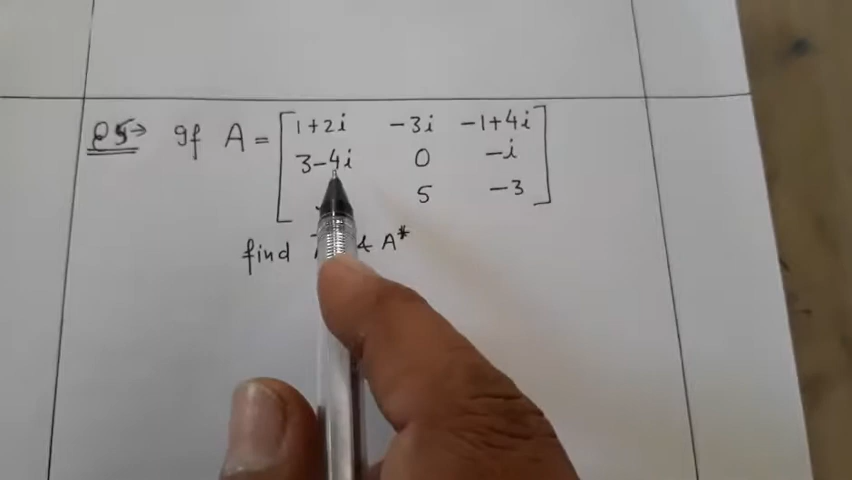 Q5→ If A = [ 1+2i -3i -1+4i
3-4i 0 -i
5 -3 ]
find & A*